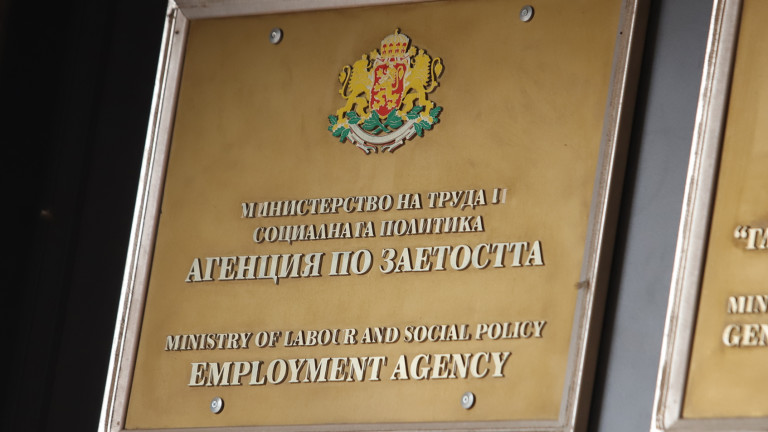 МИНИСТЕРСТВО НА ТРУДА И
СОЦИАЛНАТА ПОЛИТИКА
АГЕНЦИЯ ПО ЗАЕТОСТТА
MINISTRY OF LABOUR AND SOCIAL POLICY
EMPLOYMENT AGENCY